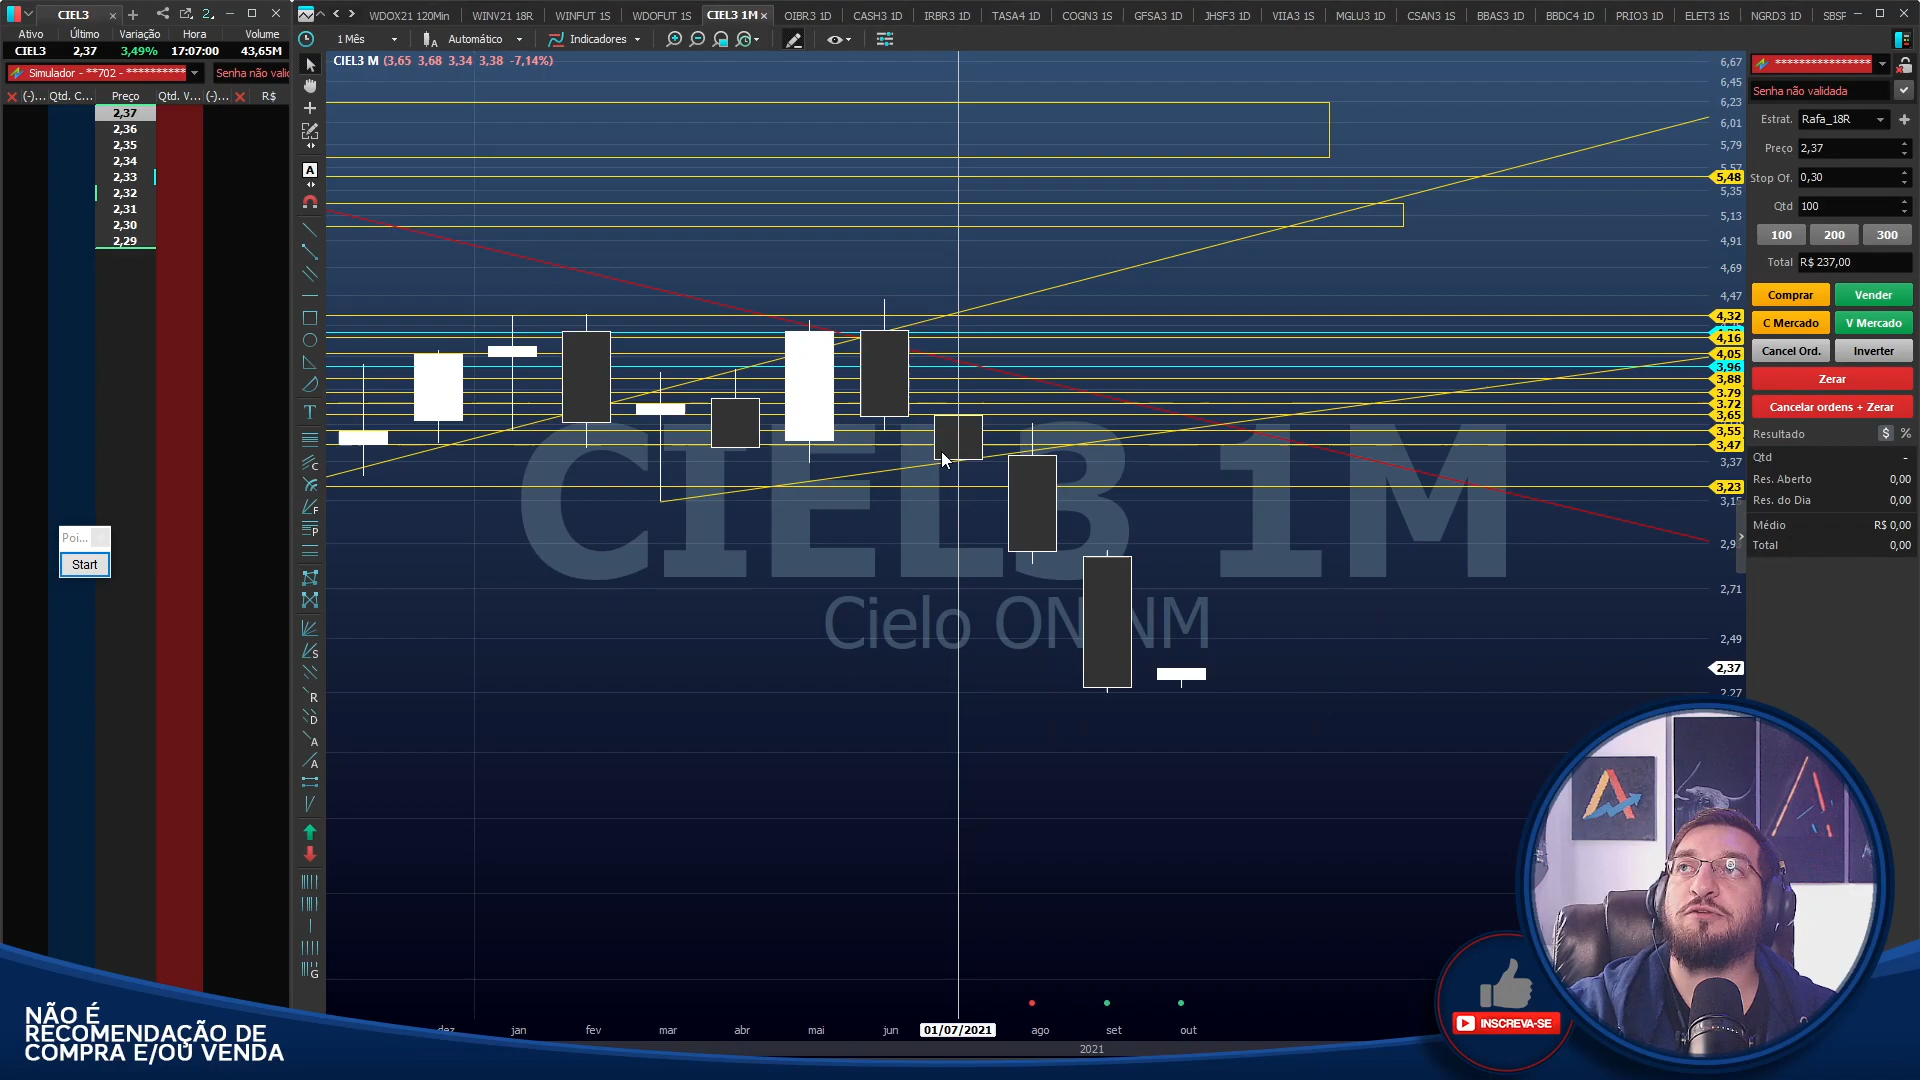 CIEL3
Ativo Último Variação Hora Volume
CIEL3 2,37 3,49% 17:07:00 43,65M
Simulador - **702 - ********** Senha não valid
(-)... Qtd. C... Preço Qtd. V... (-)... R$
2,37
2,36
2,35
2,34
2,33
2,32
2,31
2,30
2,29
Poi...
Start
WDOX21 120Min WINV21 18R WINFUT 1S WDOFUT 1S CIEL3 1M OIBR3 1D CASH3 1D IRBR3 1D TASA4 1D COGN3 1S GFSA3 1D JHSF3 1D VIIA3 1S MGLU3 1D CSAN3 1S BBAS3 1D BBDC4 1D PRIO3 1D ELET3 1S NGRD3 1D SBSP
1 Mês Automático Indicadores
CIEL3 M (3,65 3,68 3,34 3,38 -7,14%)
6,67
6,45
6,23
6,01
5,79
5,57
5,48
5,35
5,13
4,91
4,69
4,47
4,32
4,16
4,05
3,96
3,88
3,79
3,72
3,65
3,55
3,47
3,37
3,23
3,15
2,71
2,49
2,37
2,27
CIEL3 1M
Cielo ON NM
dez jan fev mar abr mai jun 01/07/2021 ago set out
2021
*****************
Senha não validada
Estrat. Rafa_18R
Preço 2,37
Stop Of. 0,30
Qtd 100
100 200 300
Total R$ 237,00
Comprar Vender
C Mercado V Mercado
Cancel Ord. Inverter
Zerar
Cancelar ordens + Zerar
Resultado $ %
Qtd -
Res. Aberto 0,00
Res. do Dia 0,00
Médio R$ 0,00
Total 0,00
NÃO É
RECOMENDAÇÃO DE
COMPRA E/OU VENDA
INSCREVA-SE